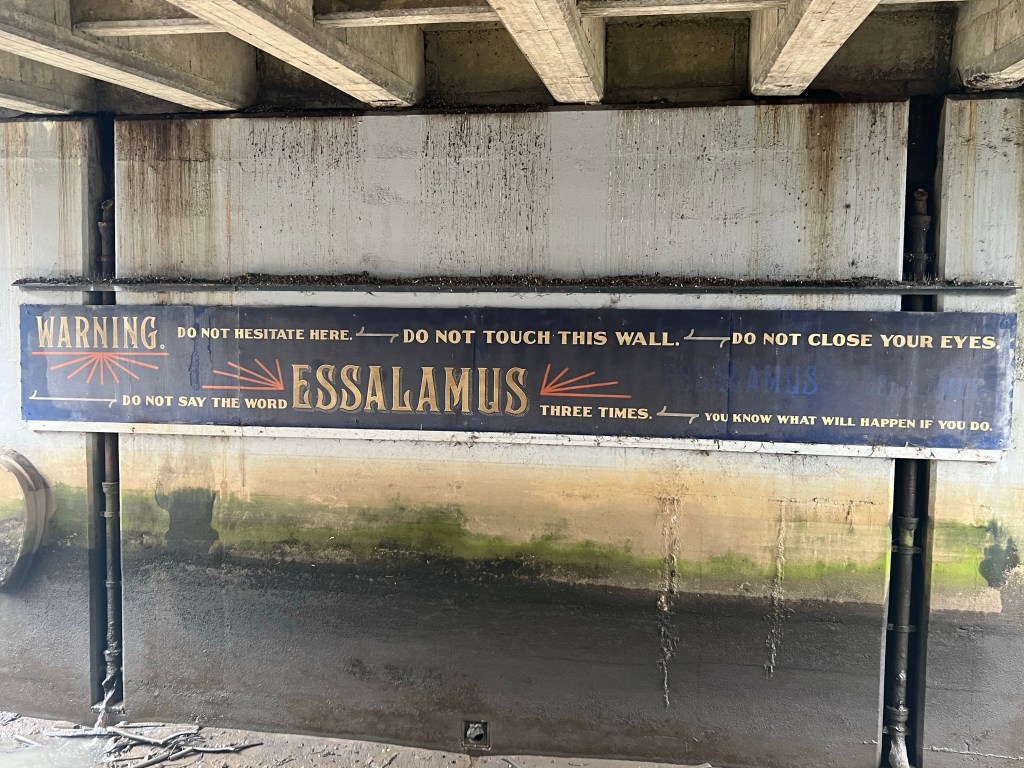 WARNING. DO NOT HESITATE HERE. DO NOT TOUCH THIS WALL. DO NOT CLOSE YOUR EYES.
DO NOT SAY THE WORD ESSALAMUS THREE TIMES. YOU KNOW WHAT WILL HAPPEN IF YOU DO.